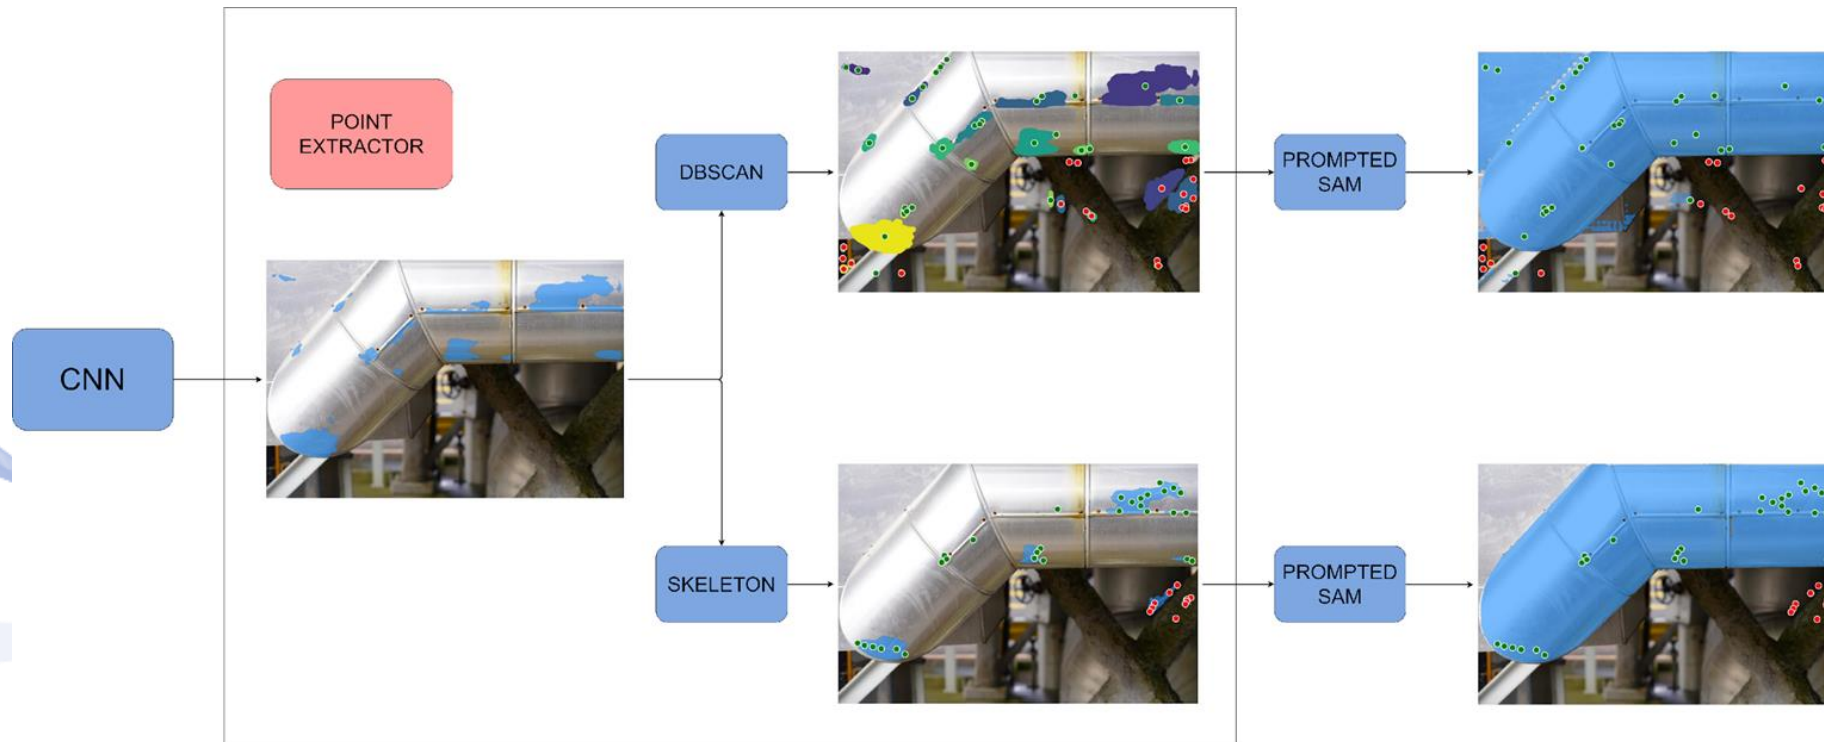 POINT
EXTRACTOR
CNN
DBSCAN
PROMPTED
SAM
SKELETON
PROMPTED
SAM